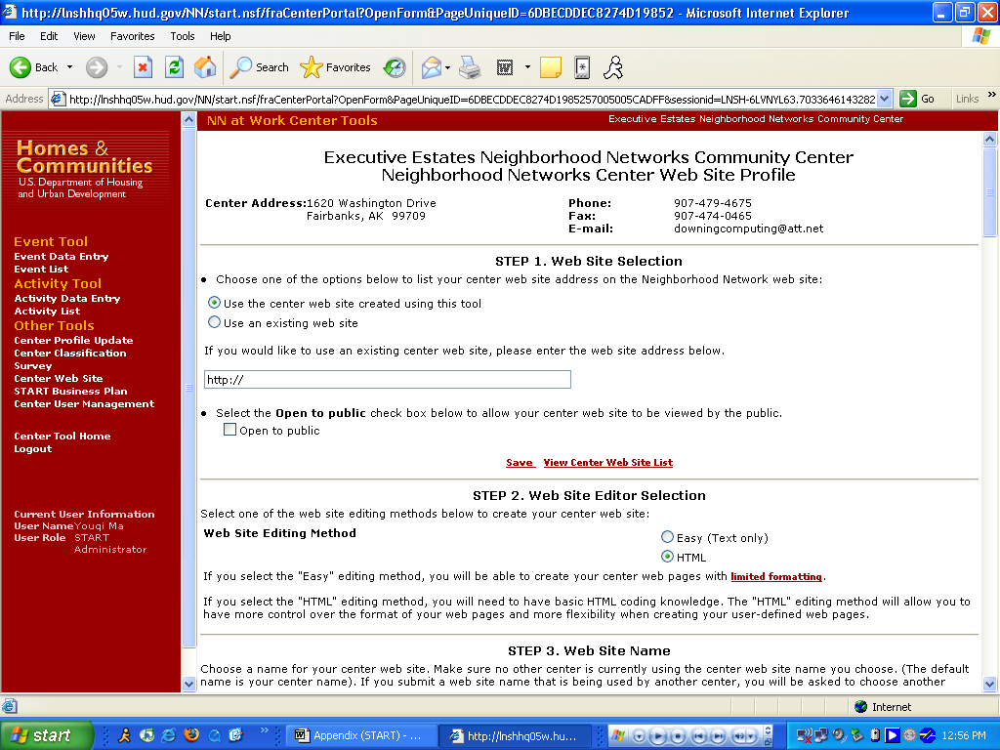 http://lnshhq05w.hud.gov/NN/start.nsf/fraCenterPortal?OpenForm&PageUniqueID=6DBECDDEC8274D19852 - Microsoft Internet Explorer
File Edit View Favorites Tools Help
Back Search Favorites
Address http://lnshhq05w.hud.gov/NN/start.nsf/fraCenterPortal?OpenForm&PageUniqueID=6DBECDDEC8274D1985257005005CADFF&sessionid=LNSH-6LVNYL63.7033646143282 Go Links »
NN at Work Center Tools Executive Estates Neighborhood Networks Community Center
Homes &
Communities
U.S. Department of Housing
and Urban Development
Event Tool
Event Data Entry
Event List
Activity Tool
Activity Data Entry
Activity List
Other Tools
Center Profile Update
Center Classification
Survey
Center Web Site
START Business Plan
Center User Management
Center Tool Home
Logout
Current User Information
User Name Youqi Ma
User Role START
Administrator
Executive Estates Neighborhood Networks Community Center
Neighborhood Networks Center Web Site Profile
Center Address: 1620 Washington Drive
Fairbanks, AK 99709
Phone: 907-479-4675
Fax: 907-474-0465
E-mail: downingcomputing@att.net
STEP 1. Web Site Selection
• Choose one of the options below to list your center web site address on the Neighborhood Network web site:
Use the center web site created using this tool
Use an existing web site
If you would like to use an existing center web site, please enter the web site address below.
http://
• Select the Open to public check box below to allow your center web site to be viewed by the public.
Open to public
Save View Center Web Site List
STEP 2. Web Site Editor Selection
Select one of the web site editing methods below to create your center web site:
Web Site Editing Method
Easy (Text only)
HTML
If you select the "Easy" editing method, you will be able to create your center web pages with limited formatting.
If you select the "HTML" editing method, you will need to have basic HTML coding knowledge. The "HTML" editing method will allow you to
have more control over the format of your web pages and more flexibility when creating your user-defined web pages.
STEP 3. Web Site Name
Choose a name for your center web site. Make sure no other center is currently using the center web site name you choose. (The default
name is your center name). If you submit a web site name that is being used by another center, you will be asked to choose another
Internet
start » Appendix (START) - ... http://lnshhq05w.hu... 12:56 PM